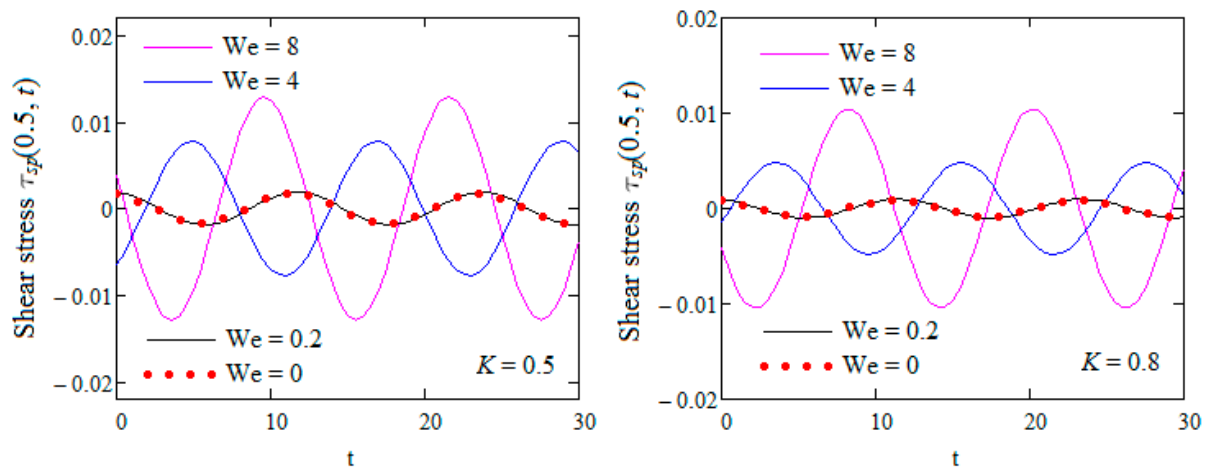 0.02
We = 8
We = 4
0.01
Shear stress τsp(0.5, t)
0
− 0.01
We = 0.2
We = 0
K = 0.5
− 0.02
0
10
20
30
t
0.02
We = 8
We = 4
0.01
Shear stress τsp(0.5, t)
0
− 0.01
We = 0.2
We = 0
K = 0.8
− 0.02
0
10
20
30
t